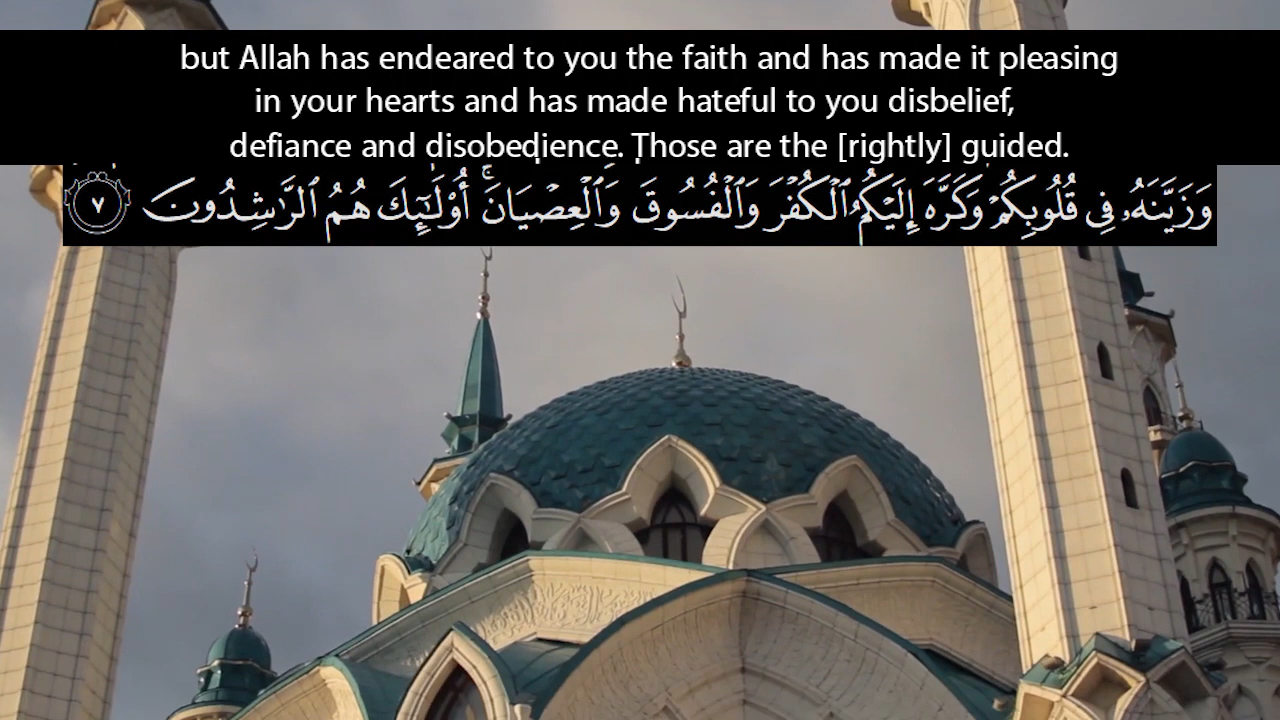 but Allah has endeared to you the faith and has made it pleasing
in your hearts and has made hateful to you disbelief,
defiance and disobedience. Those are the [rightly] guided.
وَزَيَّنَهُۥ فِى قُلُوبِكُمْ وَكَرَّهَ إِلَيْكُمُ ٱلْكُفْرَ وَٱلْفُسُوقَ وَٱلْعِصْيَانَ ۚ أُو۟لَـٰٓئِكَ هُمُ ٱلرَّٰشِدُونَ ٧